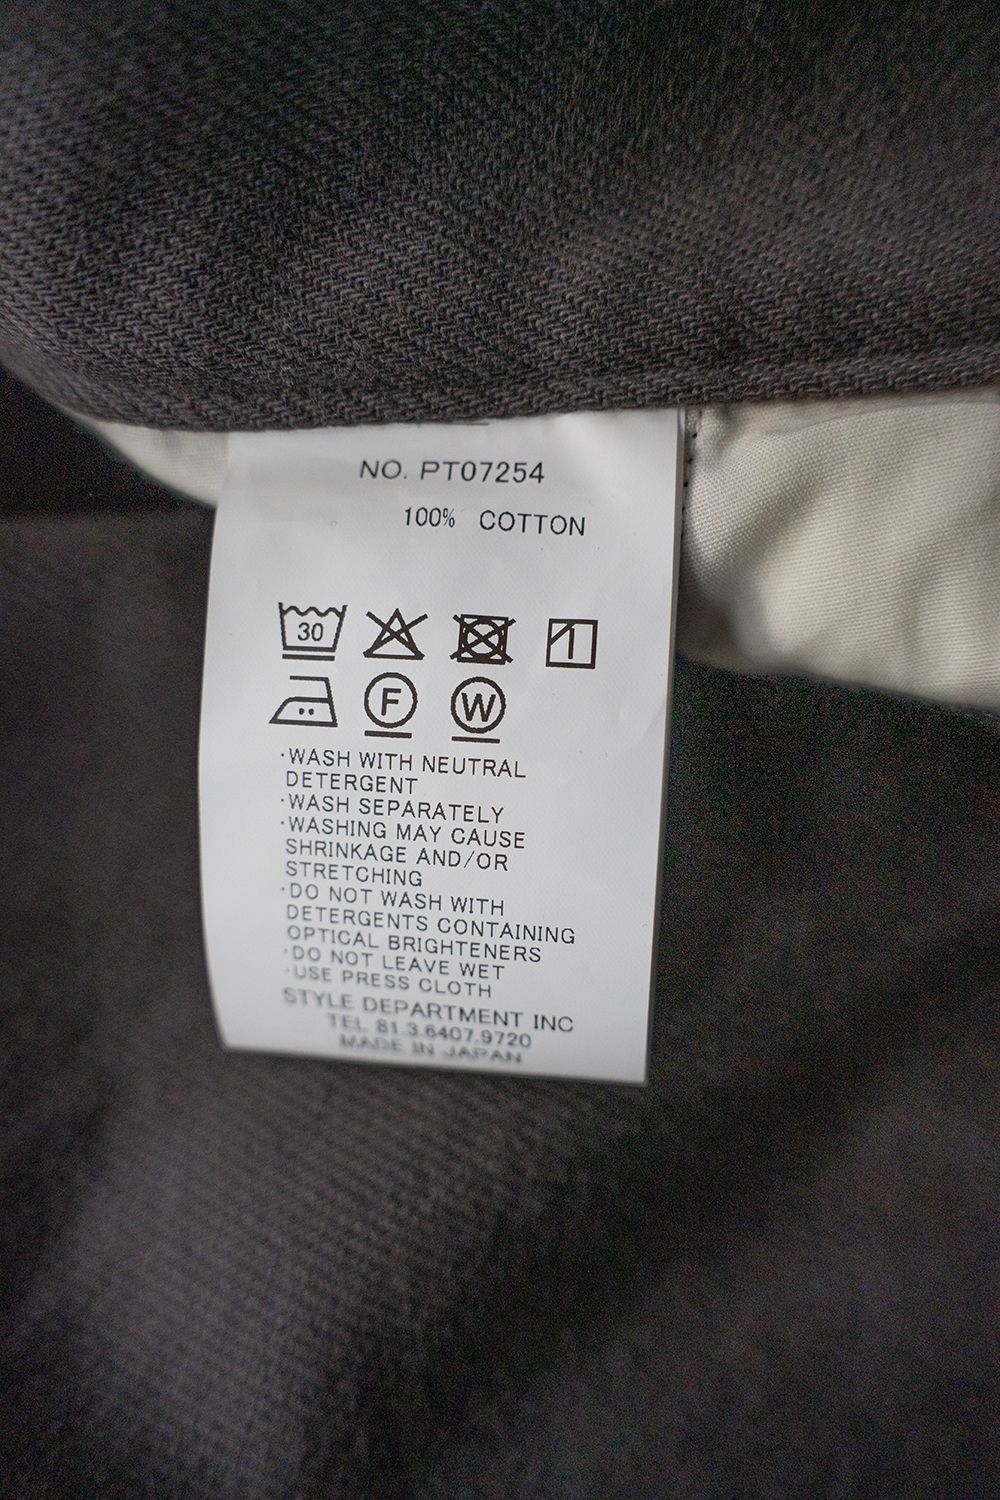 NO. PT07254
100% COTTON
30
F W
·WASH WITH NEUTRAL
DETERGENT
·WASH SEPARATELY
·WASHING MAY CAUSE
SHRINKAGE AND/OR
STRETCHING
·DO NOT WASH WITH
DETERGENTS CONTAINING
OPTICAL BRIGHTENERS
·DO NOT LEAVE WET
·USE PRESS CLOTH
STYLE DEPARTMENT INC
TEL 81.3.6407.9720
MADE IN JAPAN